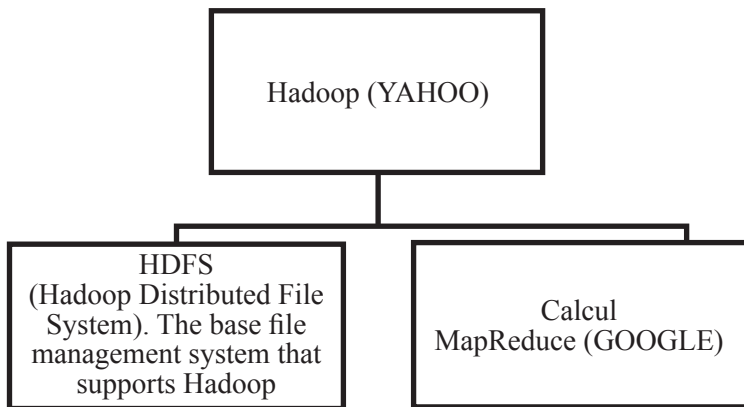 Hadoop (YAHOO)
HDFS
(Hadoop Distributed File
System). The base file
management system that
supports Hadoop
Calcul
MapReduce (GOOGLE)